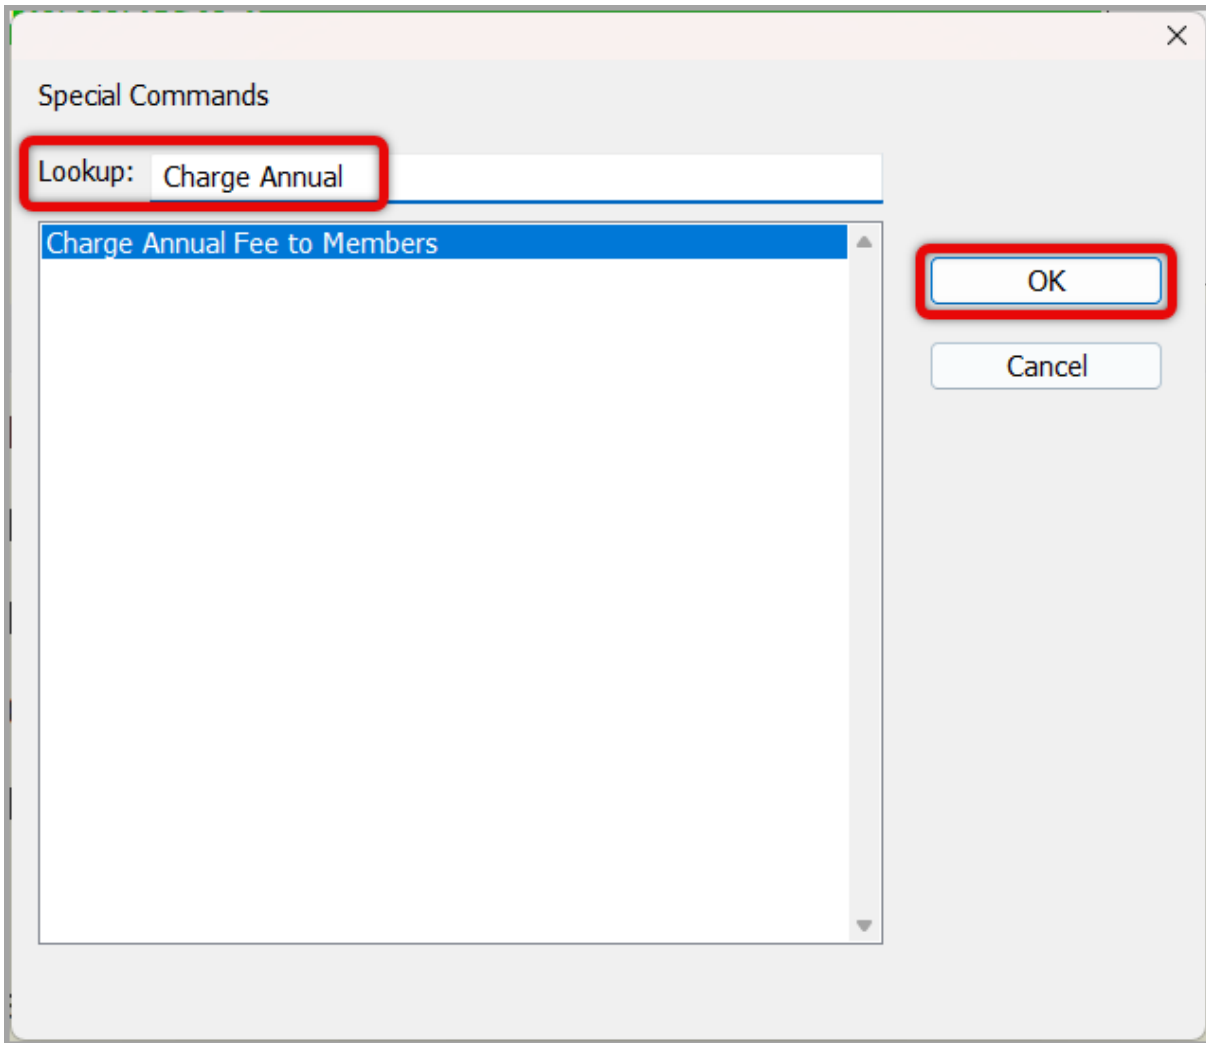 Special Commands
Lookup: Charge Annual
Charge Annual Fee to Members
OK
Cancel